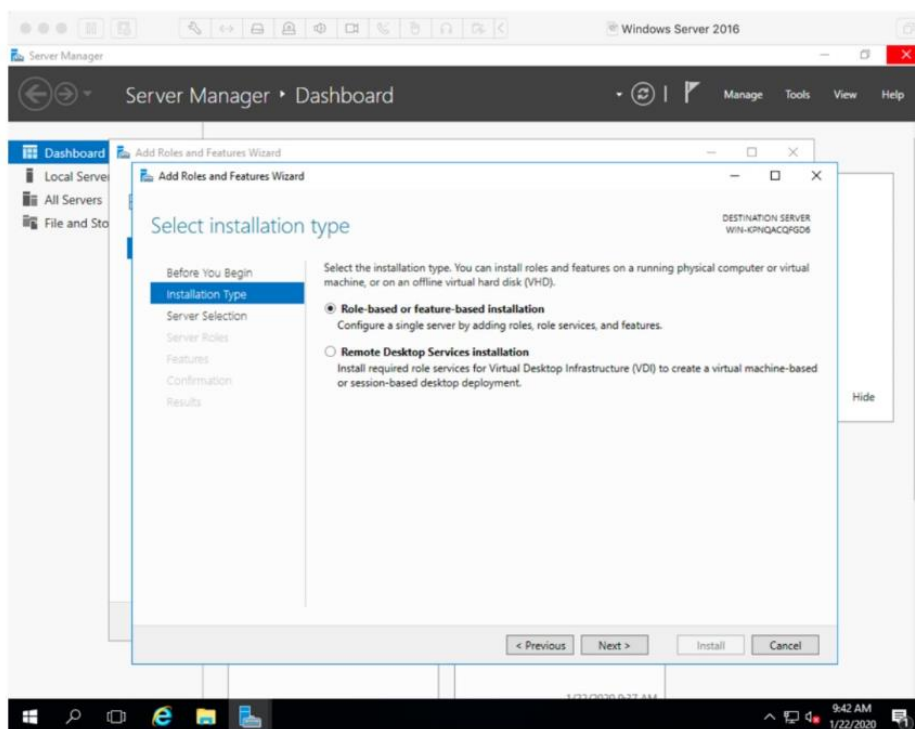 Windows Server 2016
Server Manager
Server Manager • Dashboard
Manage Tools View Help
Dashboard
Local Server
All Servers
File and Sto
Add Roles and Features Wizard
Add Roles and Features Wizard
Select installation type
DESTINATION SERVER
WIN-KPNQACQFGD6
Before You Begin
Installation Type
Server Selection
Server Roles
Features
Confirmation
Results
Select the installation type. You can install roles and features on a running physical computer or virtual
machine, or on an offline virtual hard disk (VHD).
Role-based or feature-based installation
Configure a single server by adding roles, role services, and features.
Remote Desktop Services installation
Install required role services for Virtual Desktop Infrastructure (VDI) to create a virtual machine-based
or session-based desktop deployment.
Hide
< Previous Next > Install Cancel
1/22/2020 9:37 AM
9:42 AM
1/22/2020